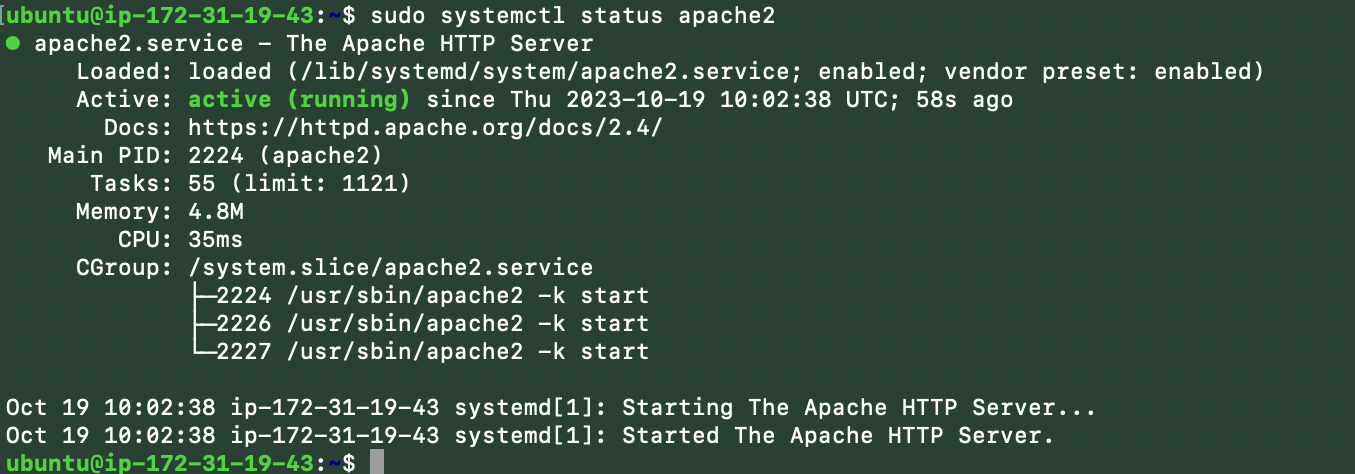 [ubuntu@ip-172-31-19-43:~$ sudo systemctl status apache2
● apache2.service - The Apache HTTP Server
     Loaded: loaded (/lib/systemd/system/apache2.service; enabled; vendor preset: enabled)
     Active: active (running) since Thu 2023-10-19 10:02:38 UTC; 58s ago
       Docs: https://httpd.apache.org/docs/2.4/
   Main PID: 2224 (apache2)
      Tasks: 55 (limit: 1121)
     Memory: 4.8M
        CPU: 35ms
     CGroup: /system.slice/apache2.service
             ├─2224 /usr/sbin/apache2 -k start
             ├─2226 /usr/sbin/apache2 -k start
             └─2227 /usr/sbin/apache2 -k start

Oct 19 10:02:38 ip-172-31-19-43 systemd[1]: Starting The Apache HTTP Server...
Oct 19 10:02:38 ip-172-31-19-43 systemd[1]: Started The Apache HTTP Server.
ubuntu@ip-172-31-19-43:~$